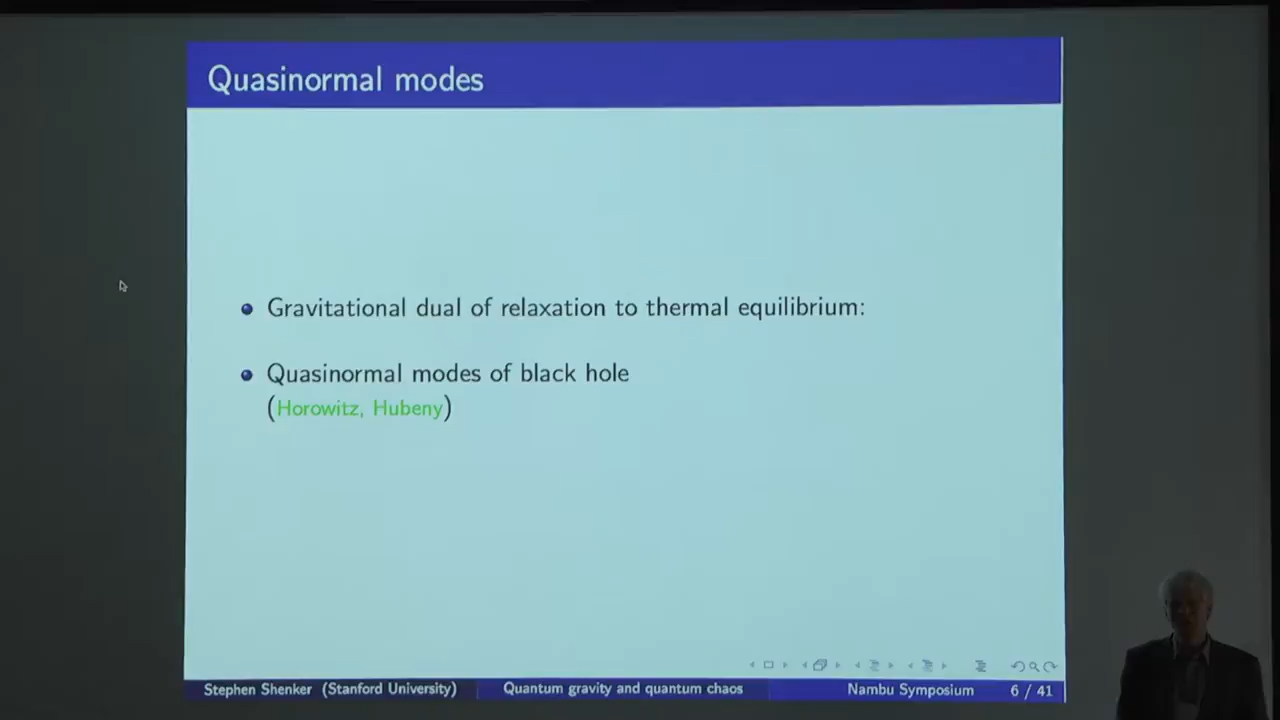 Quasinormal modes
Gravitational dual of relaxation to thermal equilibrium:
Quasinormal modes of black hole
(Horowitz, Hubeny)
Stephen Shenker (Stanford University)
Quantum gravity and quantum chaos
Nambu Symposium
6 / 41